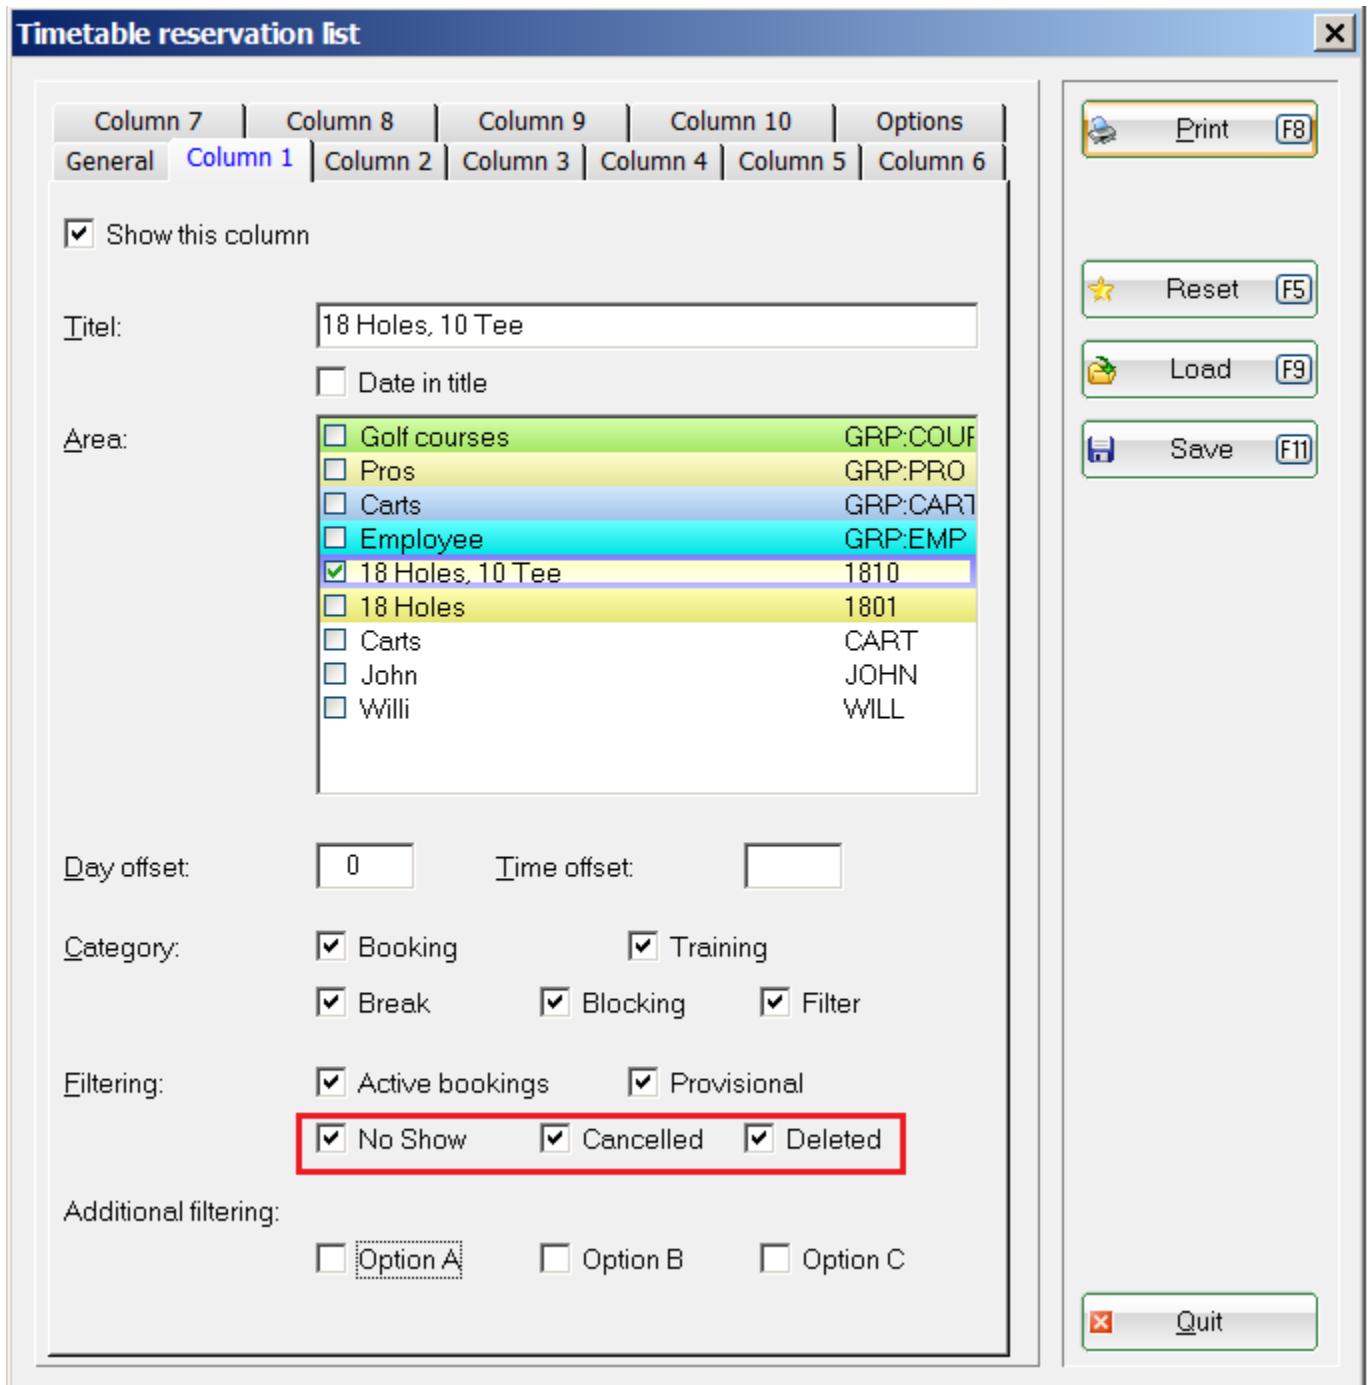 Timetable reservation list
Column 7 Column 8 Column 9 Column 10 Options
General Column 1 Column 2 Column 3 Column 4 Column 5 Column 6
Show this column
Titel: 18 Holes, 10 Tee
Date in title
Area:
Golf courses GRP:COUR
Pros GRP:PRO
Carts GRP:CART
Employee GRP:EMP
18 Holes, 10 Tee 1810
18 Holes 1801
Carts CART
John JOHN
Willi WILL
Day offset: 0 Time offset:
Category: Booking Training
Break Blocking Filter
Filtering: Active bookings Provisional
No Show Cancelled Deleted
Additional filtering:
Option A Option B Option C
Print F8
Reset F5
Load F9
Save F11
Quit